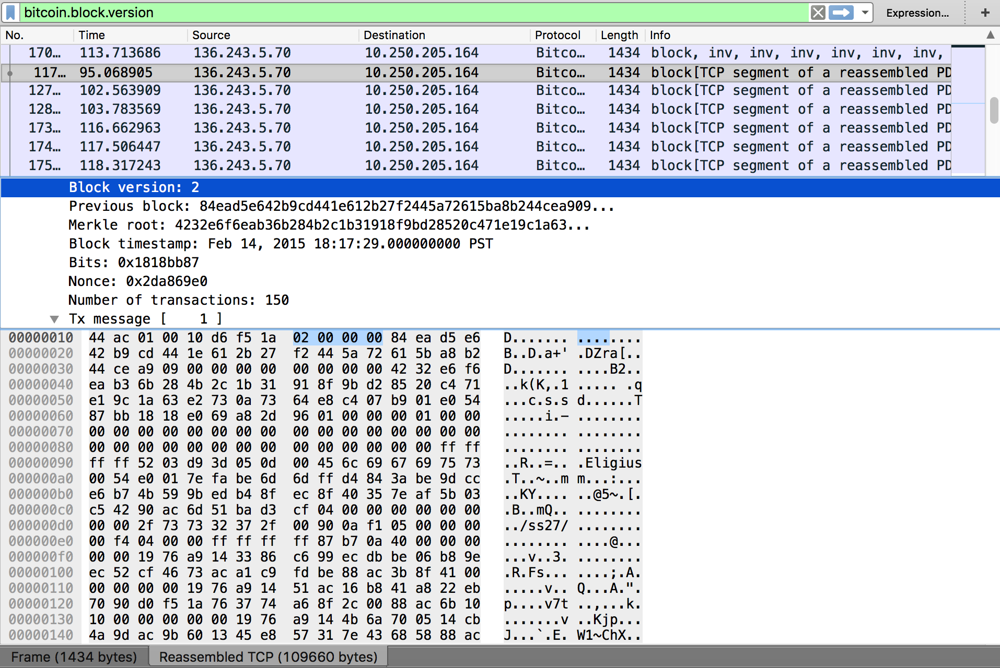 bitcoin.block.version Expression… +
No. Time Source Destination Protocol Length Info
170… 113.713686 136.243.5.70 10.250.205.164 Bitco… 1434 block, inv, inv, inv, inv, inv, inv,
117… 95.068905 136.243.5.70 10.250.205.164 Bitco… 1434 block[TCP segment of a reassembled PD
127… 102.563909 136.243.5.70 10.250.205.164 Bitco… 1434 block[TCP segment of a reassembled PD
128… 103.783569 136.243.5.70 10.250.205.164 Bitco… 1434 block[TCP segment of a reassembled PD
173… 116.662963 136.243.5.70 10.250.205.164 Bitco… 1434 block[TCP segment of a reassembled PD
174… 117.506447 136.243.5.70 10.250.205.164 Bitco… 1434 block[TCP segment of a reassembled PD
175… 118.317243 136.243.5.70 10.250.205.164 Bitco… 1434 block[TCP segment of a reassembled PD
Block version: 2
Previous block: 84ead5e642b9cd441e612b27f2445a72615ba8b244cea909...
Merkle root: 4232e6f6eab36b284b2c1b31918f9bd28520c471e19c1a63...
Block timestamp: Feb 14, 2015 18:17:29.000000000 PST
Bits: 0x1818bb87
Nonce: 0x2da869e0
Number of transactions: 150
Tx message [    1 ]
00000010 44 ac 01 00 10 d6 f5 1a 02 00 00 00 84 ea d5 e6 D....... ........
00000020 42 b9 cd 44 1e 61 2b 27 f2 44 5a 72 61 5b a8 b2 B..D.a+' .DZra[..
00000030 44 ce a9 09 00 00 00 00 00 00 00 00 42 32 e6 f6 D....... ....B2..
00000040 ea b3 6b 28 4b 2c 1b 31 91 8f 9b d2 85 20 c4 71 ..k(K,.1 ..... .q
00000050 e1 9c 1a 63 e2 73 0a 73 64 e8 c4 07 b9 01 e0 54 ...c.s.s d......T
00000060 87 bb 18 18 e0 69 a8 2d 96 01 00 00 00 01 00 00 .....i.- ........
00000070 00 00 00 00 00 00 00 00 00 00 00 00 00 00 00 00 ........ ........
00000080 00 00 00 00 00 00 00 00 00 00 00 00 00 00 ff ff ........ ........
00000090 ff ff 52 03 d9 3d 05 0d 00 45 6c 69 67 69 75 73 ..R..=.. .Eligius
000000a0 00 54 e0 01 7e fa be 6d 6d ff d4 84 3a be 9d cc .T..~..m m...:...
000000b0 e6 b7 4b 59 9b ed b4 8f ec 8f 40 35 7e af 5b 03 ..KY.... ..@5~.[.
000000c0 c5 42 90 ac 6d 51 ba d3 cf 04 00 00 00 00 00 00 .B..mQ.. ........
000000d0 00 00 2f 73 73 32 37 2f 00 90 0a f1 05 00 00 00 ../ss27/ ........
000000e0 00 f4 04 00 00 ff ff ff ff 87 b7 0a 40 00 00 00 ........ ....@...
000000f0 00 00 19 76 a9 14 33 86 c6 99 ec db be 06 b8 9e ...v..3. ........
00000100 ec 52 cf 46 73 ac a1 c9 fd be 88 ac 3b 8f 41 00 .R.Fs... ....;.A.
00000110 00 00 00 00 19 76 a9 14 51 ac 16 b8 41 a8 22 eb .....v.. Q...A.".
00000120 70 90 d0 f5 1a 76 37 74 a6 8f 2c 00 88 ac 6b 10 p....v7t ..,...k.
00000130 10 00 00 00 00 00 19 76 a9 14 4b 6a 70 05 14 cb .......v ..Kjp...
00000140 4a 9d ac 9b 60 13 45 e8 57 31 7e 43 68 58 88 ac J...`.E. W1~ChX..
Frame (1434 bytes) Reassembled TCP (109660 bytes)